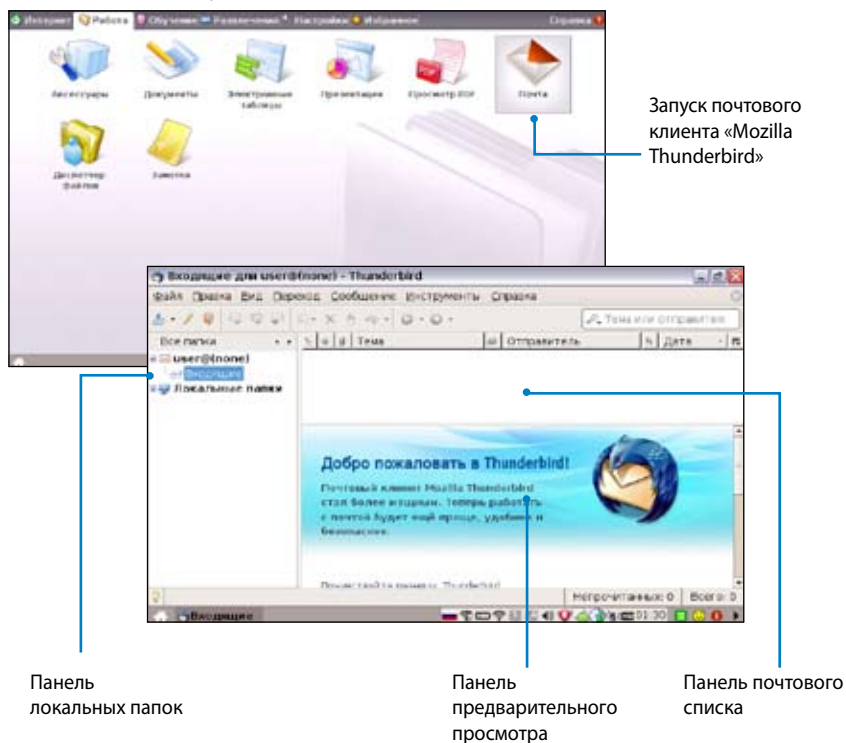 Интернет Работа Обучение Развлечения Настройки Избранное Справка
Аксессуары Документы Электронные таблицы Презентации Просмотр PDF Почта
Диспетчер файлов Заметки
Запуск почтового
клиента «Mozilla
Thunderbird»
Входящие для user@(none) - Thunderbird
Файл Правка Вид Переход Сообщение Инструменты Справка
Тема или отправитель
Все папки Тема Отправитель Дата
user@(none)
Входящие
Локальные папки
Добро пожаловать в Thunderbird!
Почтовый клиент Mozilla Thunderbird
стал более мощным. Теперь работать
с почтой будет ещё проще, удобнее и
безопаснее.
Непрочитанных: 0 Всего: 0
Входящие 01:30
Панель
локальных папок
Панель
предварительного
просмотра
Панель почтового
списка